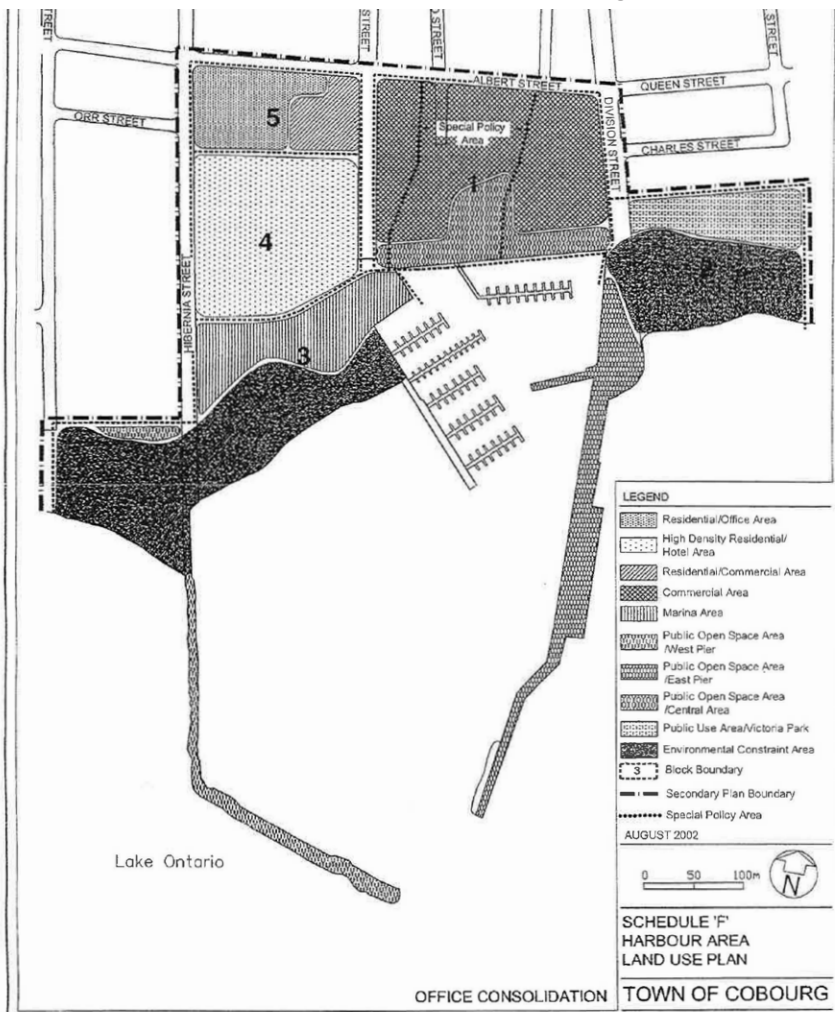 STREET
STREET
STREET
STREET
ALBERT STREET
QUEEN STREET
ORR STREET
5
Special Policy
Area
DIVISION STREET
CHARLES STREET
1
4
2
HIBERNIA STREET
3
LEGEND
Residential/Office Area
High Density Residential/
Hotel Area
Residential/Commercial Area
Commercial Area
Marina Area
Public Open Space Area
/West Pier
Public Open Space Area
/East Pier
Public Open Space Area
/Central Area
Public Use Area/Victoria Park
Environmental Constraint Area
3 Block Boundary
Secondary Plan Boundary
Special Policy Area
AUGUST 2002
0 50 100m
N
Lake Ontario
SCHEDULE 'F'
HARBOUR AREA
LAND USE PLAN
OFFICE CONSOLIDATION
TOWN OF COBOURG